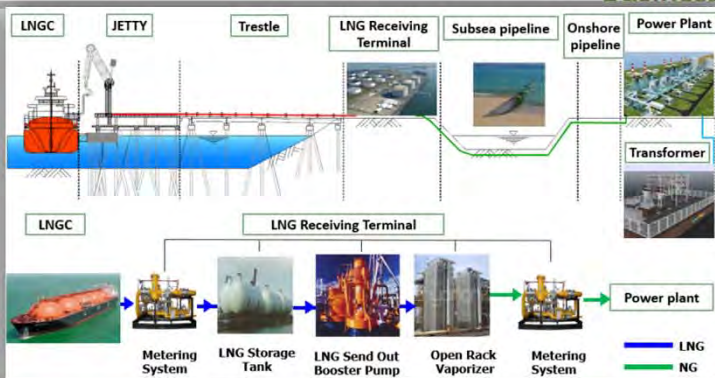 LNGC
JETTY
Trestle
LNG Receiving
Terminal
Subsea pipeline
Onshore
pipeline
Power Plant
Transformer
LNGC
LNG Receiving Terminal
Metering
System
LNG Storage
Tank
LNG Send Out
Booster Pump
Open Rack
Vaporizer
Metering
System
Power plant
LNG
NG